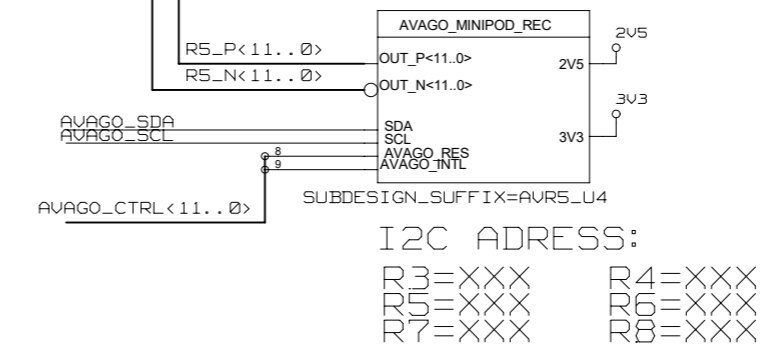 AVAGO_MINIPOD_REC
2V5
R5_P<11..0>
OUT_P<11..0>
2V5
R5_N<11..0>
OUT_N<11..0>
3V3
AVAGO_SDA
SDA
AVAGO_SCL
SCL
3V3
8
AVAGO_RES
9
AVAGO_INTL
SUBDESIGN_SUFFIX=AVR5_U4
AVAGO_CTRL<11..0>
I2C ADRESS:
R3=XXX R4=XXX
R5=XXX R6=XXX
R7=XXX R8=XXX